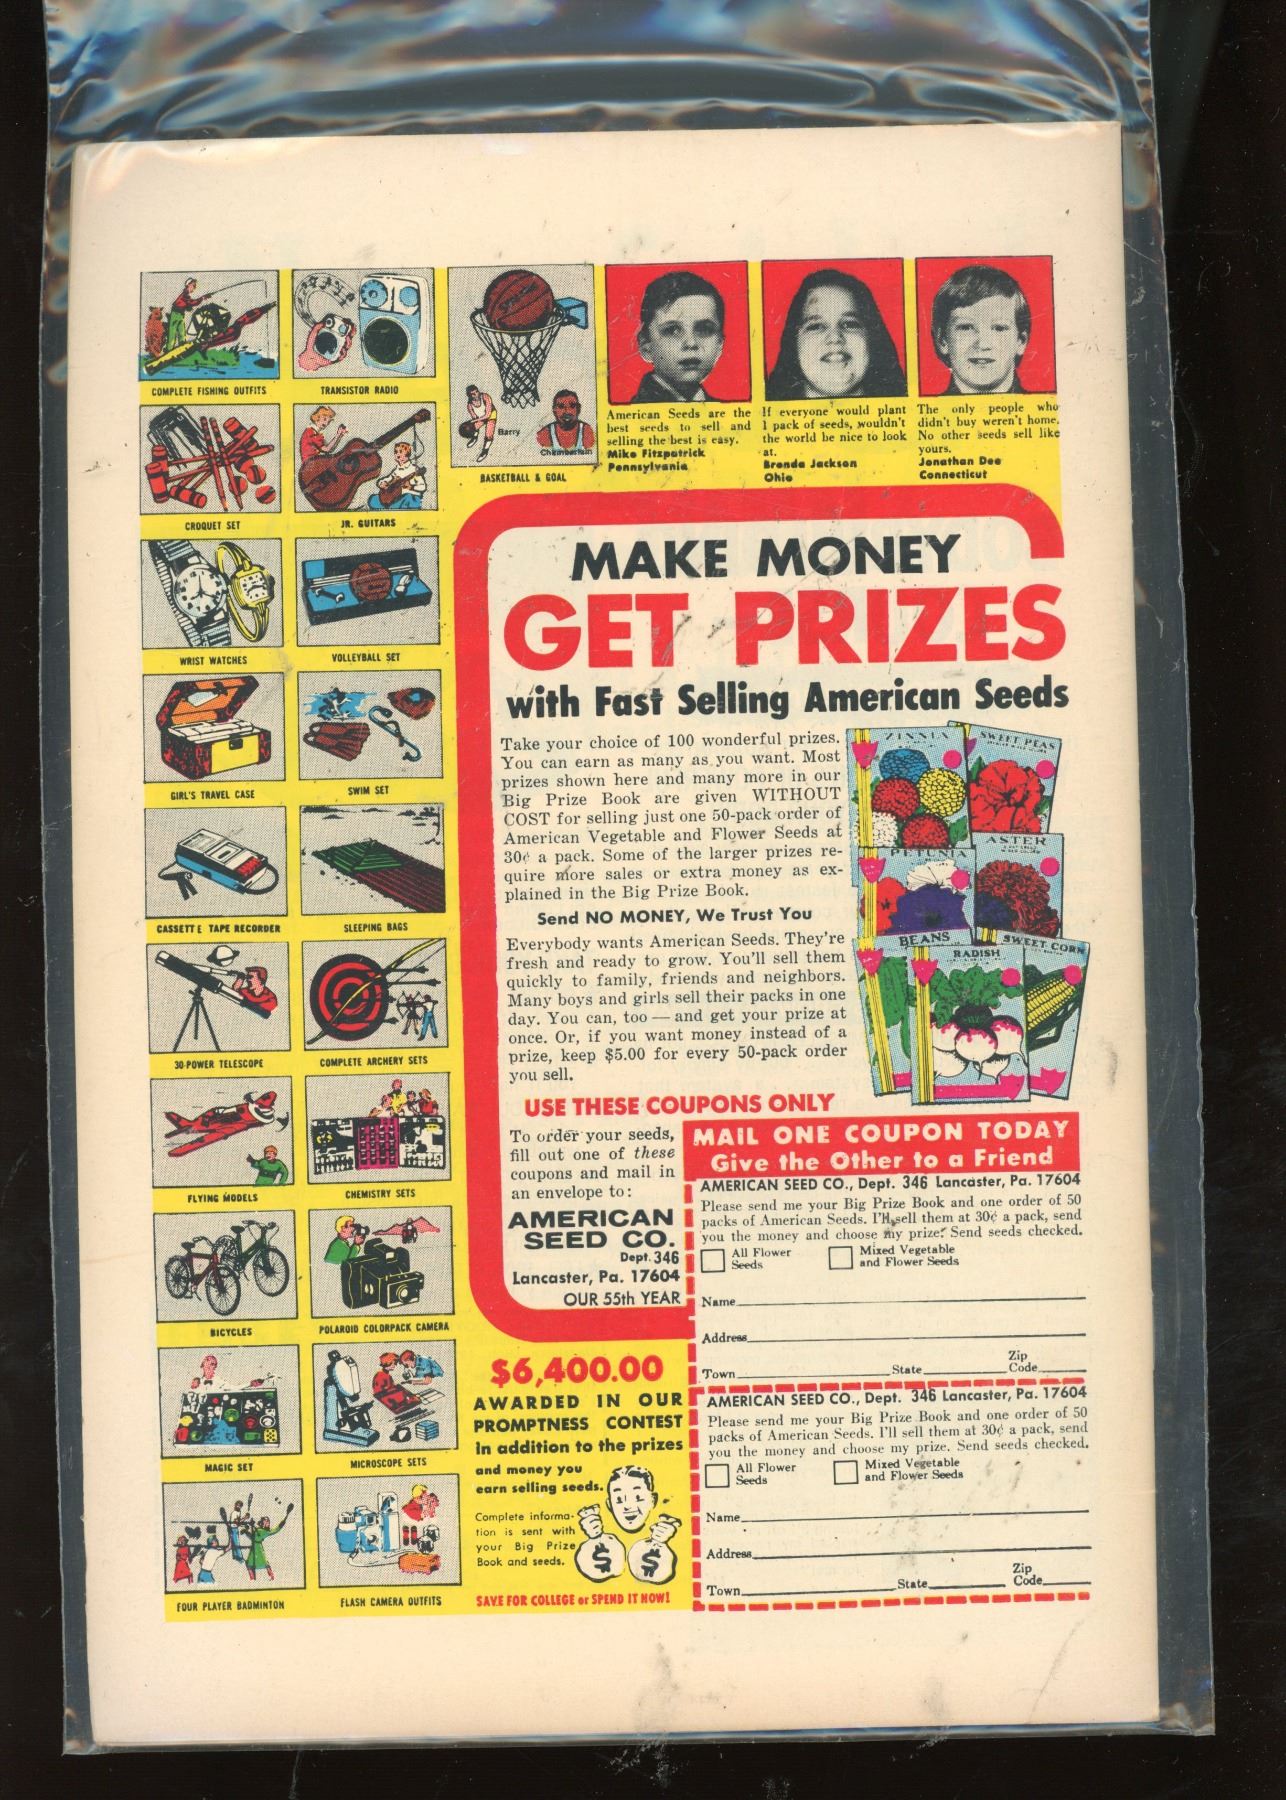 COMPLETE FISHING OUTFITS
TRANSISTOR RADIO
CROQUET SET
JR. GUITARS
Barry
Chamberlain
BASKETBALL & GOAL
WRIST WATCHES
VOLLEYBALL SET
GIRL'S TRAVEL CASE
SWIM SET
CASSETTE TAPE RECORDER
SLEEPING BAGS
30-POWER TELESCOPE
COMPLETE ARCHERY SETS
FLYING MODELS
CHEMISTRY SETS
BICYCLES
POLAROID COLORPACK CAMERA
MAGIC SET
MICROSCOPE SETS
FOUR PLAYER BADMINTON
FLASH CAMERA OUTFITS
American Seeds are the
best seeds to sell and
selling the best is easy.
Mike Fitzpatrick
Pennsylvania
If everyone would plant
1 pack of seeds, wouldn't
the world be nice to look
at.
Brenda Jackson
Ohio
The only people who
didn't buy weren't home.
No other seeds sell like
yours.
Jonathan Dee
Connecticut
MAKE MONEY
GET PRIZES
with Fast Selling American Seeds
Take your choice of 100 wonderful prizes.
You can earn as many as you want. Most
prizes shown here and many more in our
Big Prize Book are given WITHOUT
COST for selling just one 50-pack order of
American Vegetable and Flower Seeds at
30¢ a pack. Some of the larger prizes re-
quire more sales or extra money as ex-
plained in the Big Prize Book.
Send NO MONEY, We Trust You
Everybody wants American Seeds. They're
fresh and ready to grow. You'll sell them
quickly to family, friends and neighbors.
Many boys and girls sell their packs in one
day. You can, too — and get your prize at
once. Or, if you want money instead of a
prize, keep $5.00 for every 50-pack order
you sell.
ZINNIA
SWEET PEAS
ASTER
PETUNIA
BEANS
RADISH
SWEET CORN
USE THESE COUPONS ONLY
To order your seeds,
fill out one of these
coupons and mail in
an envelope to:
AMERICAN
SEED CO.
Dept. 346
Lancaster, Pa. 17604
OUR 55th YEAR
MAIL ONE COUPON TODAY
Give the Other to a Friend
AMERICAN SEED CO., Dept. 346 Lancaster, Pa. 17604
Please send me your Big Prize Book and one order of 50
packs of American Seeds. I'll sell them at 30¢ a pack, send
you the money and choose my prize. Send seeds checked.
All Flower
Seeds
Mixed Vegetable
and Flower Seeds
Name
Address
Town State Zip Code
AMERICAN SEED CO., Dept. 346 Lancaster, Pa. 17604
Please send me your Big Prize Book and one order of 50
packs of American Seeds. I'll sell them at 30¢ a pack, send
you the money and choose my prize. Send seeds checked.
All Flower
Seeds
Mixed Vegetable
and Flower Seeds
Name
Address
Town State Zip Code
$6,400.00
AWARDED IN OUR
PROMPTNESS CONTEST
in addition to the prizes
and money you
earn selling seeds.
Complete informa-
tion is sent with
your Big Prize
Book and seeds.
$ $
SAVE FOR COLLEGE or SPEND IT NOW!